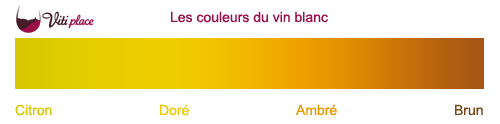 Viti place
Les couleurs du vin blanc
Citron Doré Ambré Brun